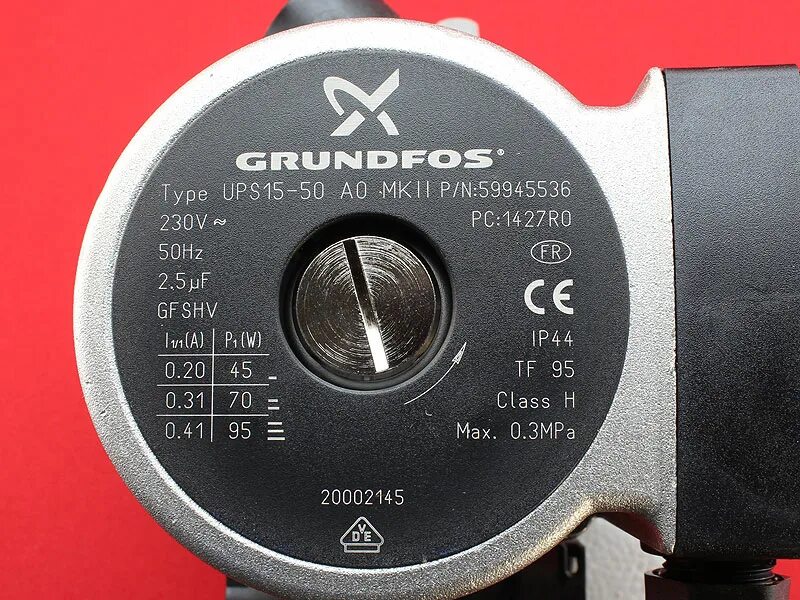 GRUNDFOS®
Type UPS15-50 AO MKII P/N:59945536
230V ≈ PC:1427R0
50Hz FR
2.5µF CE
GFSHV
I1/1(A) P1(W) IP44
0.20 45 TF 95
0.31 70 Class H
0.41 95 Max. 0.3MPa
20002145
VDE